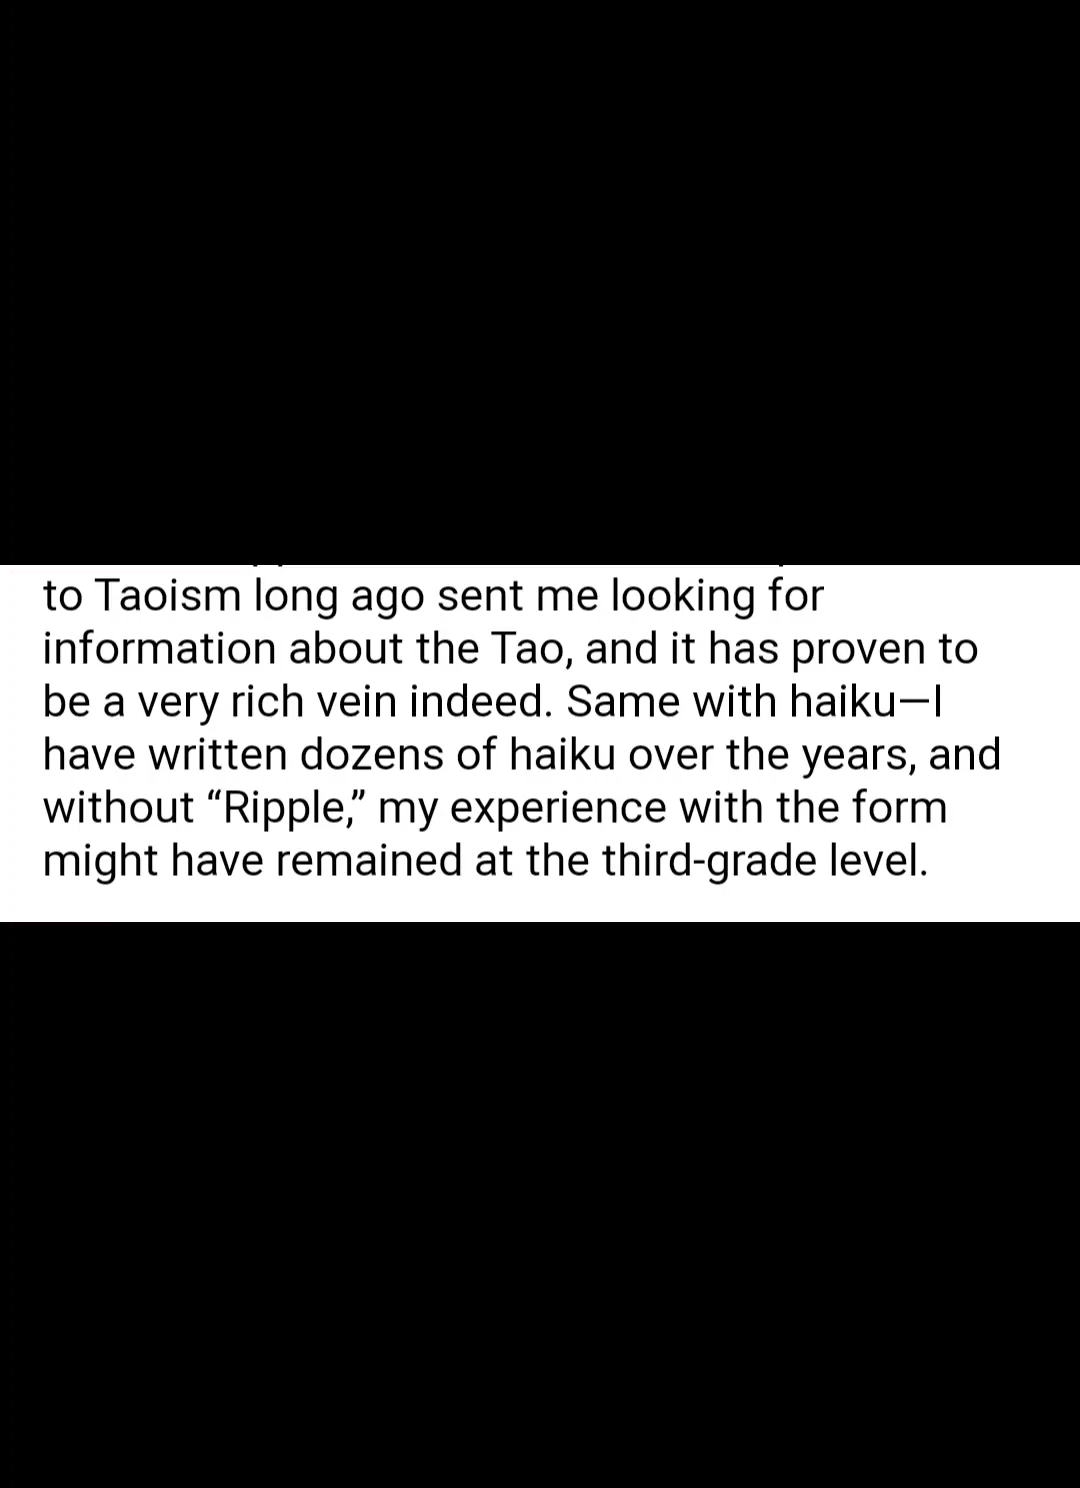 to Taoism long ago sent me looking for
information about the Tao, and it has proven to
be a very rich vein indeed. Same with haiku—I
have written dozens of haiku over the years, and
without “Ripple,” my experience with the form
might have remained at the third-grade level.